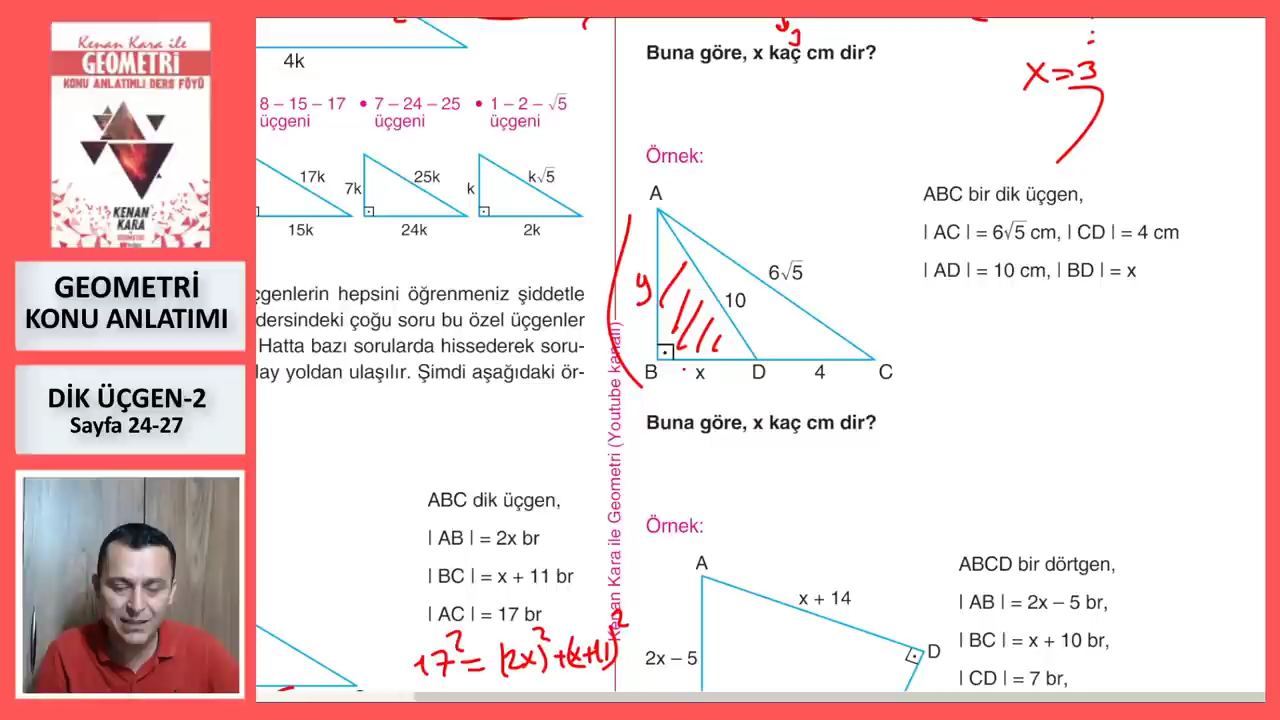 Kenan Kara ile
GEOMETRİ
KONU ANLATIMLI DERS FÖYÜ
KENAN
KARA
GEOMETRİ
KONU ANLATIMI
DİK ÜÇGEN-2
Sayfa 24-27
4k
8 – 15 – 17 • 7 – 24 – 25 • 1 – 2 – √5
üçgeni üçgeni üçgeni
17k 7k 25k k k√5
15k 24k 2k
çgenlerin hepsini öğrenmeniz şiddetle
dersindeki çoğu soru bu özel üçgenler
Hatta bazı sorularda hissederek soru-
lay yoldan ulaşılır. Şimdi aşağıdaki ör-
ABC dik üçgen,
| AB | = 2x br
| BC | = x + 11 br
| AC | = 17 br
17² = (2x)² + (x+11)²
Kenan Kara ile Geometri (Youtube kanalı)
Buna göre, x kaç cm dir?
x = 3
Örnek:
A
6√5
y
10
B x D 4 C
ABC bir dik üçgen,
| AC | = 6√5 cm, | CD | = 4 cm
| AD | = 10 cm, | BD | = x
Buna göre, x kaç cm dir?
Örnek:
A
x + 14
D
2x – 5
ABCD bir dörtgen,
| AB | = 2x – 5 br,
| BC | = x + 10 br,
| CD | = 7 br,